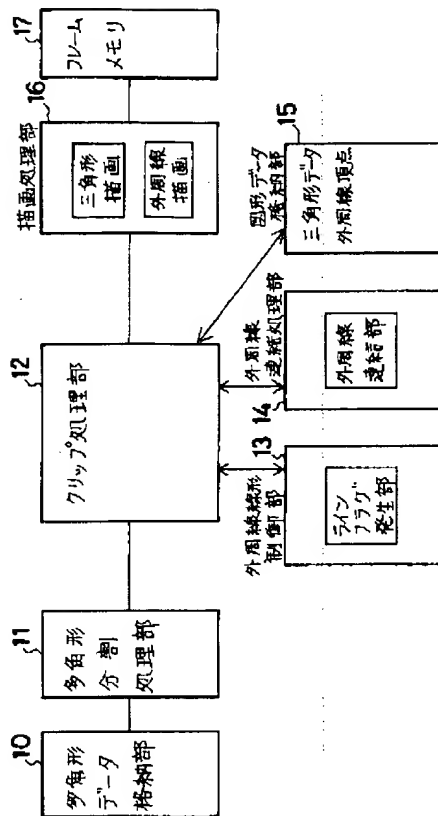 10
多角形
データ
格納部
11
多角形
分割
処理部
12
クリップ処理部
外周線線形
制御部
13
ライン
フラグ
発生部
外周線
連結処理部
14
外周線
連結部
図形データ
格納部
15
三角形データ
外周線頂点
描画処理部
16
三角形
描画
外周線
描画
17
フレーム
メモリ